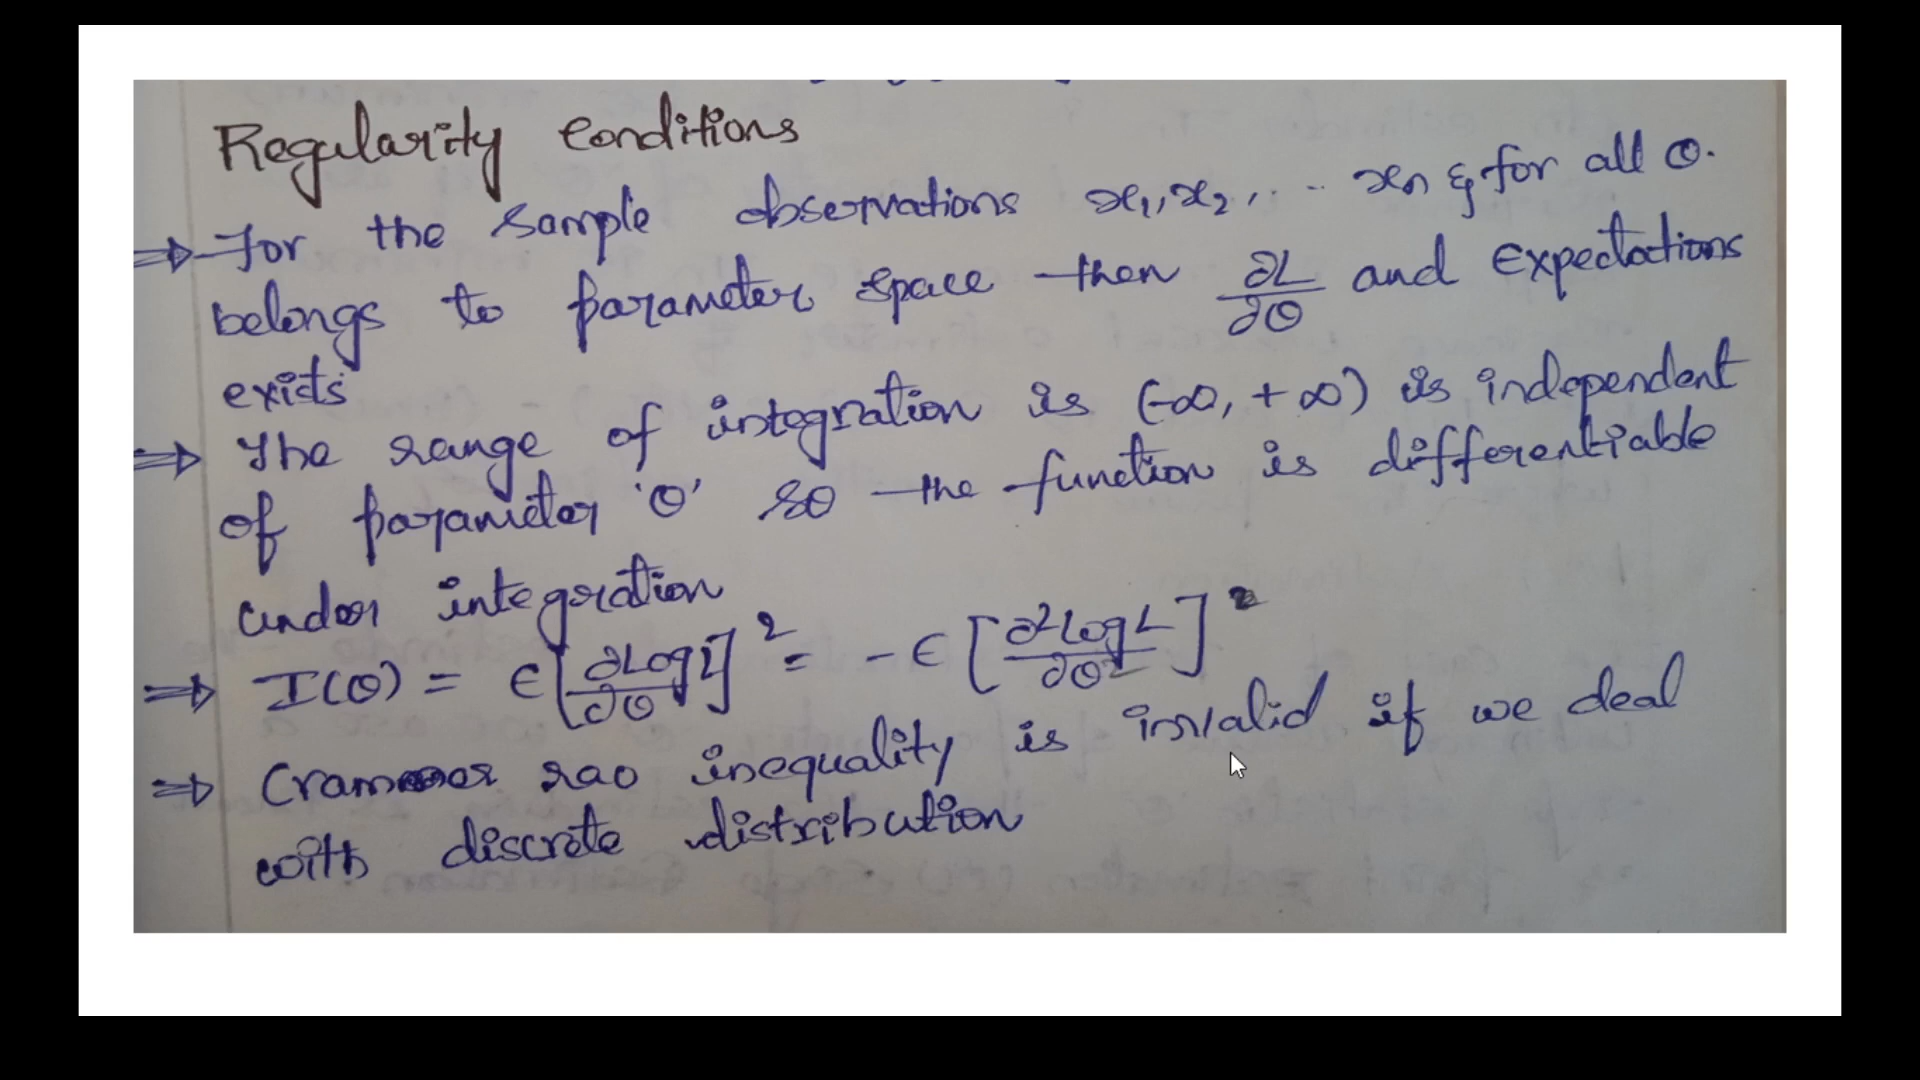 Regularity Conditions
⇒ For the sample observations x₁, x₂, .. xₙ & for all θ.
belongs to parameter space then ∂L/∂θ and Expectations
exists
⇒ The range of integration is (-∞, +∞) is independent
of parameter 'θ' so the function is differentiable
under integration
⇒ I(θ) = E[∂Log L/∂θ]² = -E[∂²Log L/∂θ²]²
⇒ Cramer rao inequality is invalid if we deal
with discrete distribution